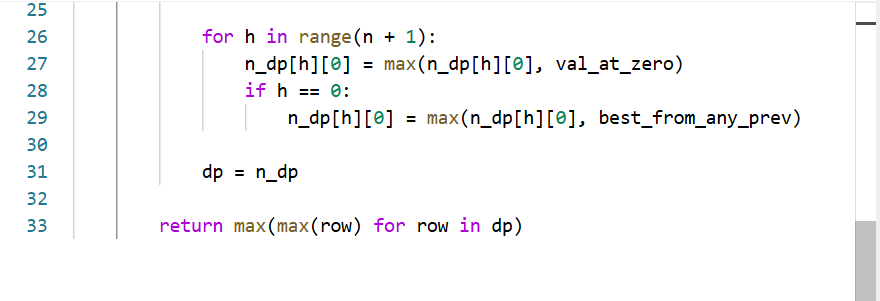 25
26 for h in range(n + 1):
27 n_dp[h][0] = max(n_dp[h][0], val_at_zero)
28 if h == 0:
29 n_dp[h][0] = max(n_dp[h][0], best_from_any_prev)
30
31 dp = n_dp
32
33 return max(max(row) for row in dp)